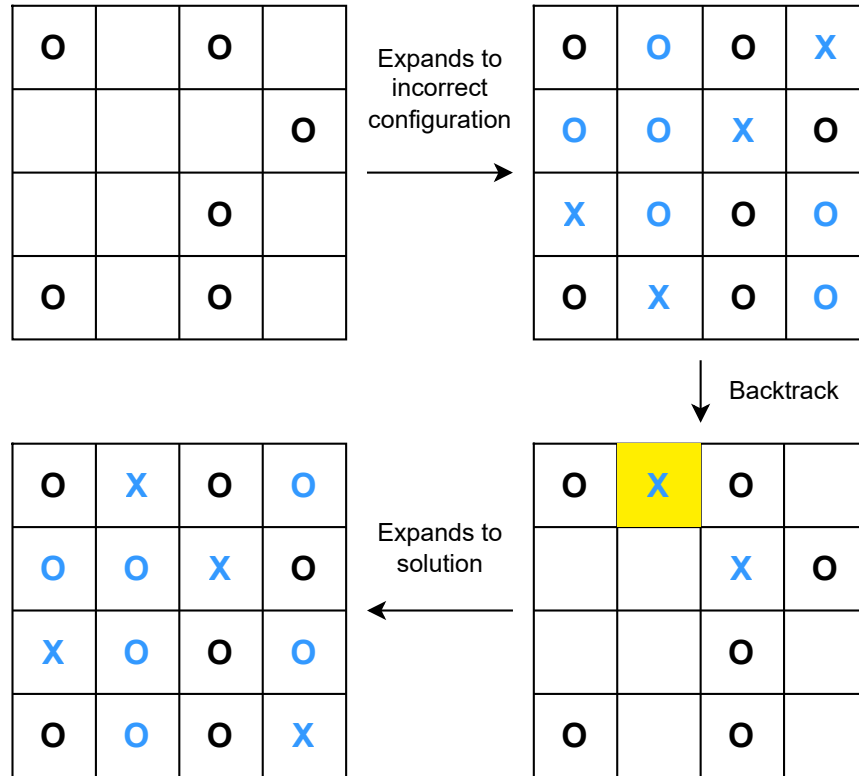 O O
O
O
O O
Expands to
incorrect
configuration
O O O X
O O X O
X O O O
O X O O
Backtrack
O X O
X O
O
O O
Expands to
solution
O X O O
O O X O
X O O O
O O O X